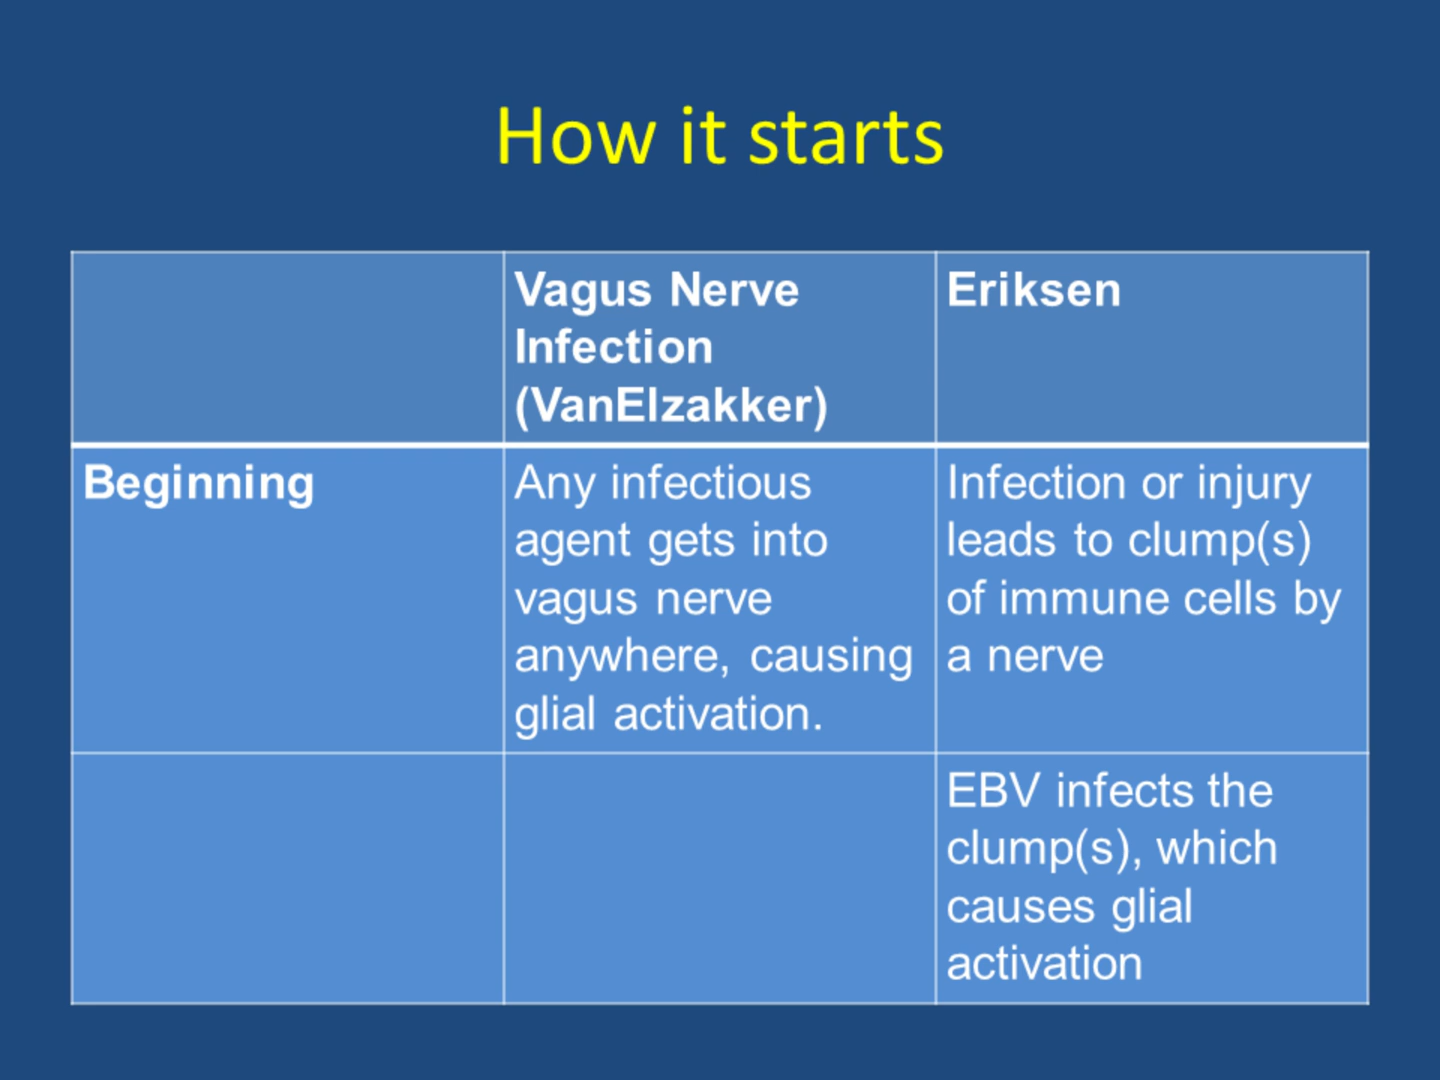 How it starts
Vagus Nerve
Infection
(VanElzakker)
Eriksen
Beginning
Any infectious
agent gets into
vagus nerve
anywhere, causing
glial activation.
Infection or injury
leads to clump(s)
of immune cells by
a nerve
EBV infects the
clump(s), which
causes glial
activation